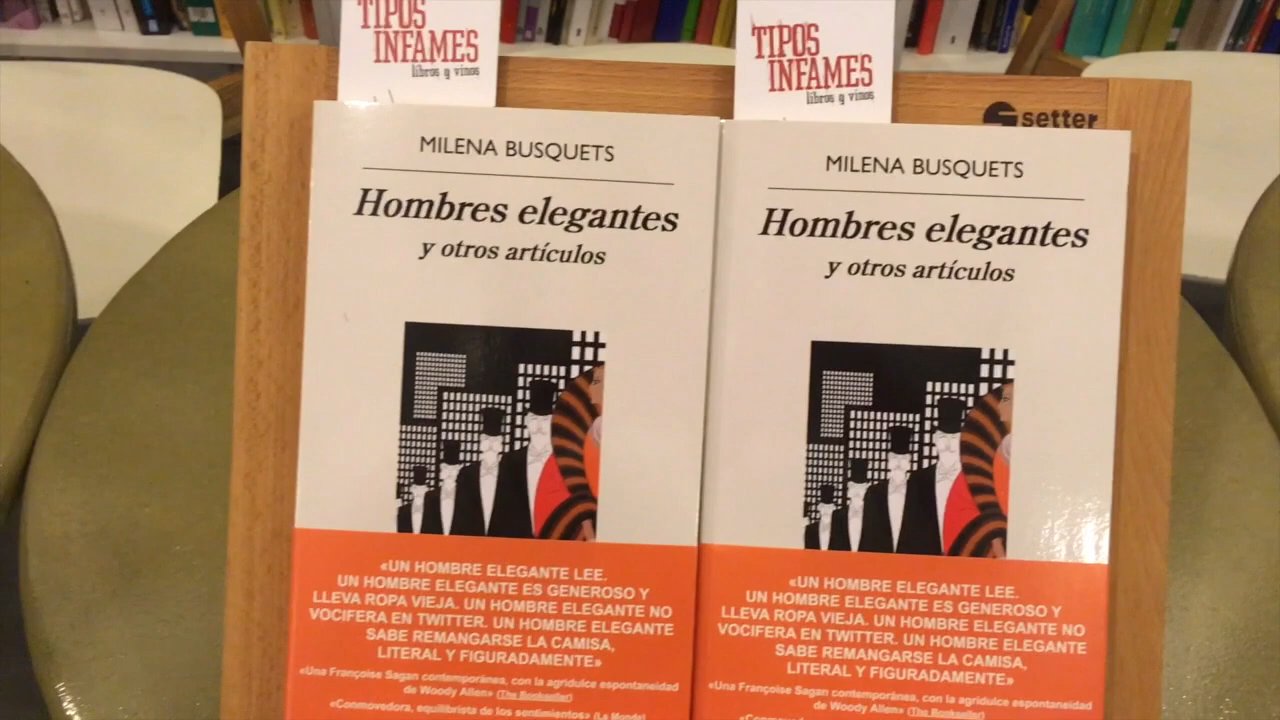 TIPOS
INFAMES
libros y vinos
TIPOS
INFAMES
libros y vinos
setter
MILENA BUSQUETS
Hombres elegantes
y otros artículos
«UN HOMBRE ELEGANTE LEE.
UN HOMBRE ELEGANTE ES GENEROSO Y
LLEVA ROPA VIEJA. UN HOMBRE ELEGANTE NO
VOCIFERA EN TWITTER. UN HOMBRE ELEGANTE
SABE REMANGARSE LA CAMISA,
LITERAL Y FIGURADAMENTE»
«Una Françoise Sagan contemporánea, con la agridulce espontaneidad
de Woody Allen» (The Bookseller)
«Conmovedora, equilibrista de los sentimientos» (Le Monde)
MILENA BUSQUETS
Hombres elegantes
y otros artículos
«UN HOMBRE ELEGANTE LEE.
UN HOMBRE ELEGANTE ES GENEROSO Y
LLEVA ROPA VIEJA. UN HOMBRE ELEGANTE NO
VOCIFERA EN TWITTER. UN HOMBRE ELEGANTE
SABE REMANGARSE LA CAMISA,
LITERAL Y FIGURADAMENTE»
«Una Françoise Sagan contemporánea, con la agridulce espontaneidad
de Woody Allen» (The Bookseller)